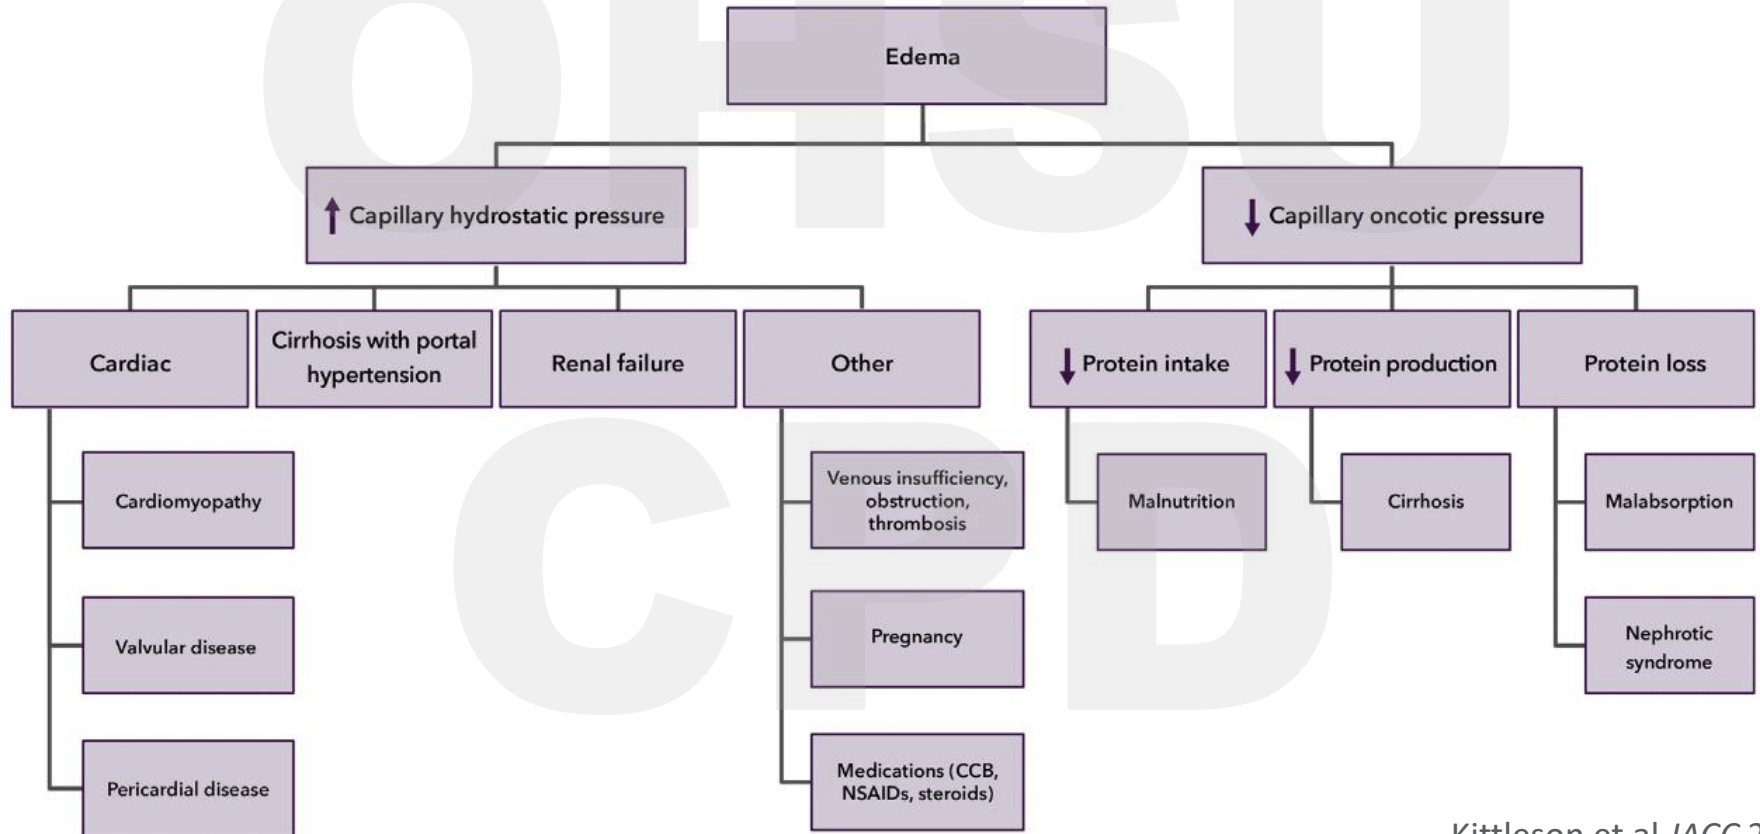 OHSU
CPD
Edema
↑ Capillary hydrostatic pressure
↓ Capillary oncotic pressure
Cardiac
Cirrhosis with portal
hypertension
Renal failure
Other
↓ Protein intake
↓ Protein production
Protein loss
Cardiomyopathy
Valvular disease
Pericardial disease
Venous insufficiency,
obstruction,
thrombosis
Pregnancy
Medications (CCB,
NSAIDs, steroids)
Malnutrition
Cirrhosis
Malabsorption
Nephrotic
syndrome
Kittleson et al JACC